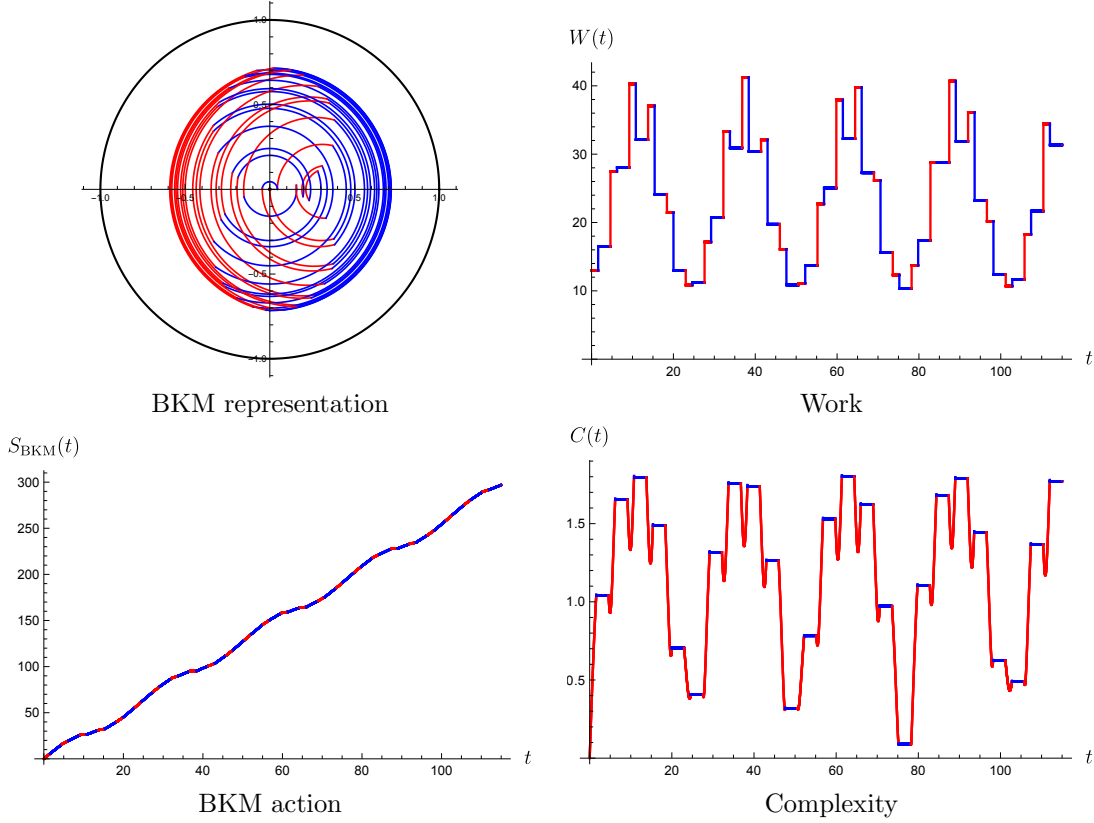 1.0
0.5
-1.0 -0.5 0.5 1.0
-0.5
-1.0
BKM representation
W(t)
40
30
20
10
20 40 60 80 100 t
Work
S_BKM(t)
300
250
200
150
100
50
20 40 60 80 100 t
BKM action
C(t)
1.5
1.0
0.5
20 40 60 80 100 t
Complexity